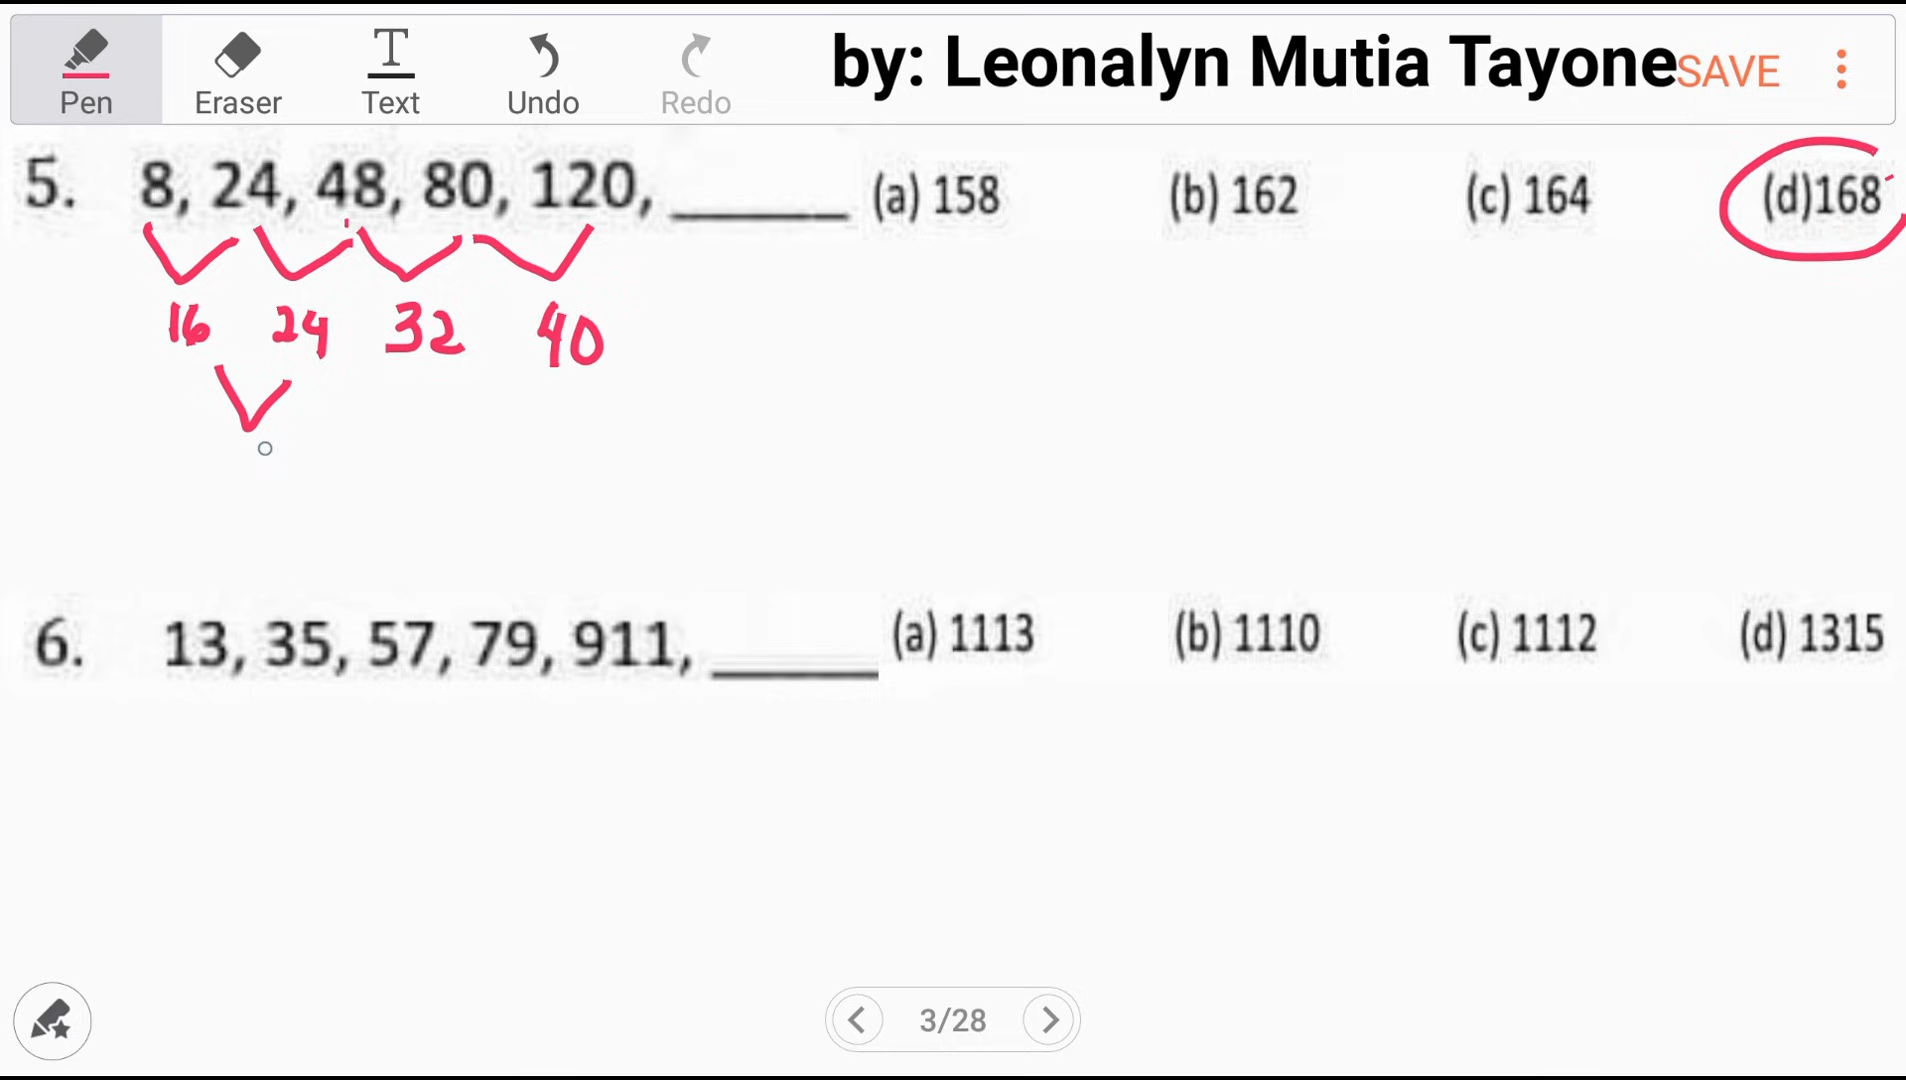 by: Leonalyn Mutia Tayone
SAVE
Pen Eraser Text Undo Redo
5. 8, 24, 48, 80, 120, ______ (a) 158 (b) 162 (c) 164 (d)168
16 24 32 40
6. 13, 35, 57, 79, 911, ______ (a) 1113 (b) 1110 (c) 1112 (d) 1315
3/28